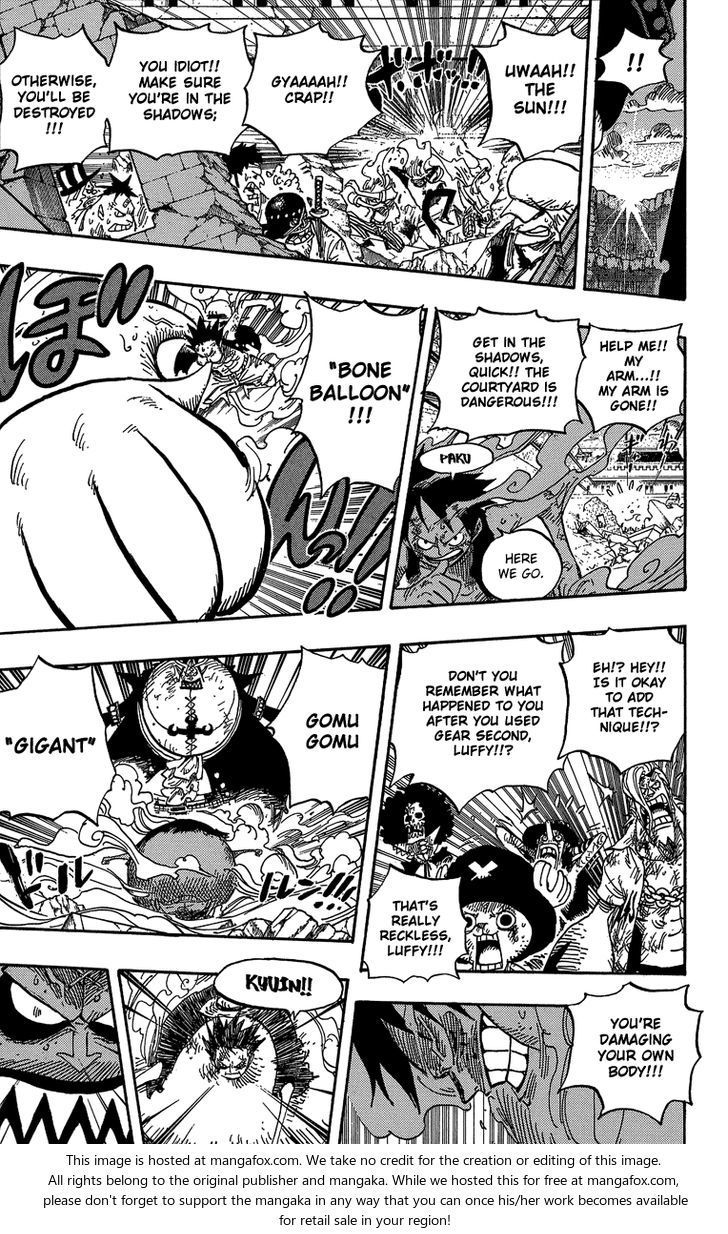 !!
UWAAH!!
THE
SUN!!!
GYAAAAH!!
CRAP!!
YOU IDIOT!!
MAKE SURE
YOU'RE IN THE
SHADOWS;
OTHERWISE,
YOU'LL BE
DESTROYED
!!!
HELP ME!!
MY
ARM...!!
MY ARM IS
GONE!!
GET IN THE
SHADOWS,
QUICK!! THE
COURTYARD IS
DANGEROUS!!!
PAKU
HERE
WE GO.
"BONE
BALLOON"
!!!
ぼ
んっ!!
EH!? HEY!!
IS IT OKAY
TO ADD
THAT TECH-
NIQUE!!?
DON'T YOU
REMEMBER WHAT
HAPPENED TO YOU
AFTER YOU USED
GEAR SECOND,
LUFFY!!?
THAT'S
REALLY
RECKLESS,
LUFFY!!!
GOMU
GOMU
"GIGANT"
ドル
ルン!!!
YOU'RE
DAMAGING
YOUR OWN
BODY!!!
KUUIN!!
This image is hosted at mangafox.com. We take no credit for the creation or editing of this image.
All rights belong to the original publisher and mangaka. While we hosted this for free at mangafox.com,
please don't forget to support the mangaka in any way that you can once his/her work becomes available
for retail sale in your region!